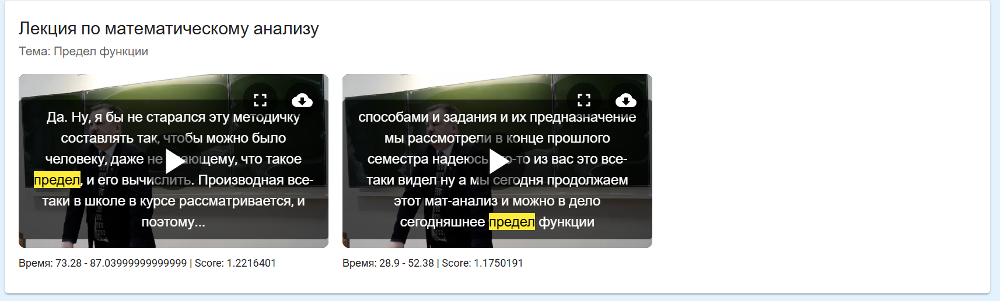 Лекция по математическому анализу
Тема: Предел функции
Да. Ну, я бы не старался эту методичку
составлять так, чтобы можно было
человеку, даже не знающему, что такое
предел, и его вычислить. Производная все-
таки в школе в курсе рассматривается, и
поэтому...
Время: 73.28 - 87.03999999999999 | Score: 1.2216401
способами и задания и их предназначение
мы рассмотрели в конце прошлого
семестра надеюсь кто-то из вас это все-
таки видел ну а мы сегодня продолжаем
этот мат-анализ и можно в дело
сегодняшнее предел функции
Время: 28.9 - 52.38 | Score: 1.1750191